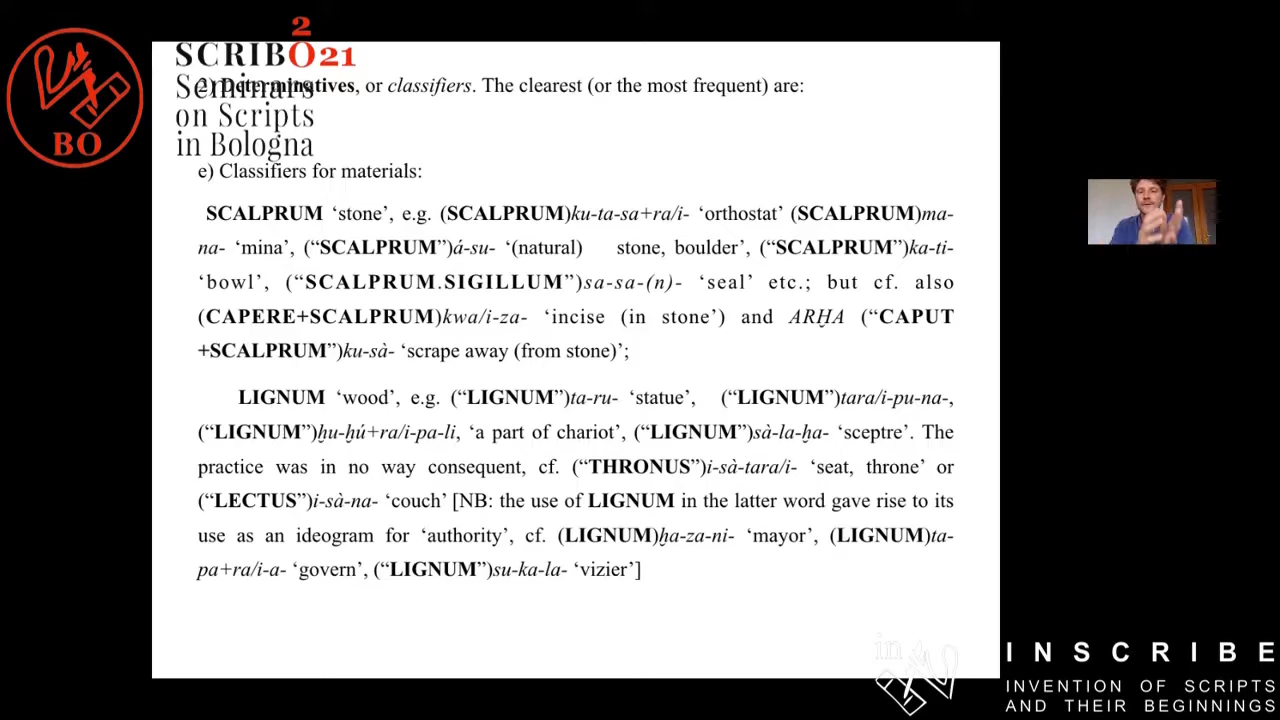 2
SCRIBO21
Seminars
on Scripts
in Bologna
BO
2) Determinatives, or classifiers. The clearest (or the most frequent) are:
e) Classifiers for materials:
SCALPRUM ‘stone’, e.g. (SCALPRUM)ku-ta-sa+ra/i- ‘orthostat’ (SCALPRUM)ma-
na- ‘mina’, (“SCALPRUM”)á-su- ‘(natural) stone, boulder’, (“SCALPRUM”)ka-ti-
‘bowl’, (“SCALPRUM.SIGILLUM”)sa-sa-(n)- ‘seal’ etc.; but cf. also
(CAPERE+SCALPRUM)kwa/i-za- ‘incise (in stone’) and ARḪA (“CAPUT
+SCALPRUM”)ku-sà- ‘scrape away (from stone)’;
LIGNUM ‘wood’, e.g. (“LIGNUM”)ta-ru- ‘statue’, (“LIGNUM”)tara/i-pu-na-,
(“LIGNUM”)ḫu-ḫú+ra/i-pa-li, ‘a part of chariot’, (“LIGNUM”)sà-la-ḫa- ‘sceptre’. The
practice was in no way consequent, cf. (“THRONUS”)i-sà-tara/i- ‘seat, throne’ or
(“LECTUS”)i-sà-na- ‘couch’ [NB: the use of LIGNUM in the latter word gave rise to its
use as an ideogram for ‘authority’, cf. (LIGNUM)ḫa-za-ni- ‘mayor’, (LIGNUM)ta-
pa+ra/i-a- ‘govern’, (“LIGNUM”)su-ka-la- ‘vizier’]
in
INSCRIBE
INVENTION OF SCRIPTS
AND THEIR BEGINNINGS